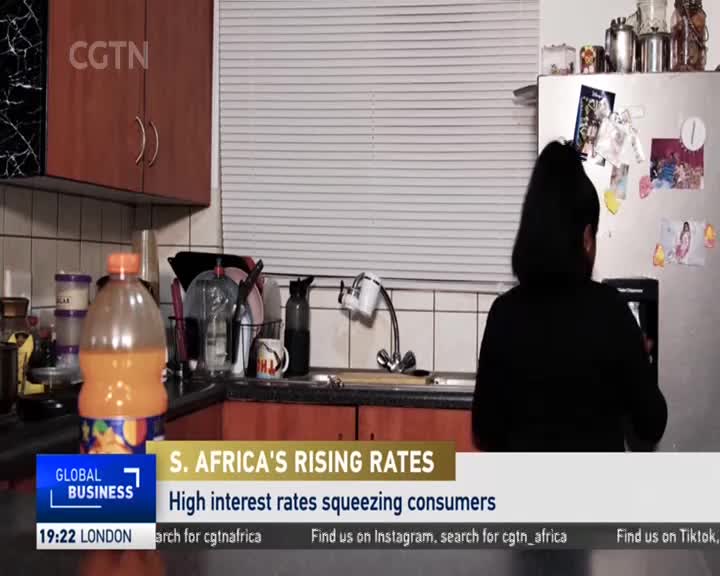 CGTN
S. AFRICA'S RISING RATES
GLOBAL
BUSINESS
High interest rates squeezing consumers
19:22 LONDON
arch for cgtnafrica Find us on Instagram, search for cgtn_africa Find us on Tiktok,